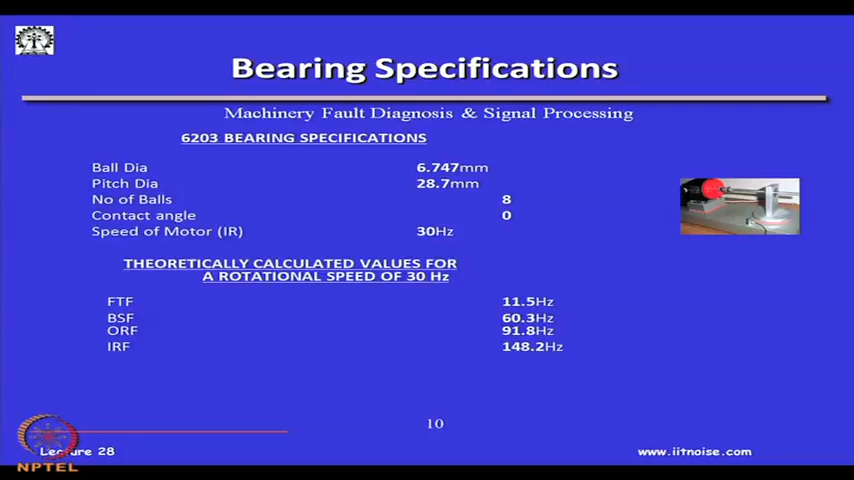 Bearing Specifications
Machinery Fault Diagnosis & Signal Processing
6203 BEARING SPECIFICATIONS
Ball Dia 6.747mm
Pitch Dia 28.7mm
No of Balls 8
Contact angle 0
Speed of Motor (IR) 30Hz
THEORETICALLY CALCULATED VALUES FOR
A ROTATIONAL SPEED OF 30 Hz
FTF 11.5Hz
BSF 60.3Hz
ORF 91.8Hz
IRF 148.2Hz
10
Lecture 28 www.iitnoise.com
NPTEL